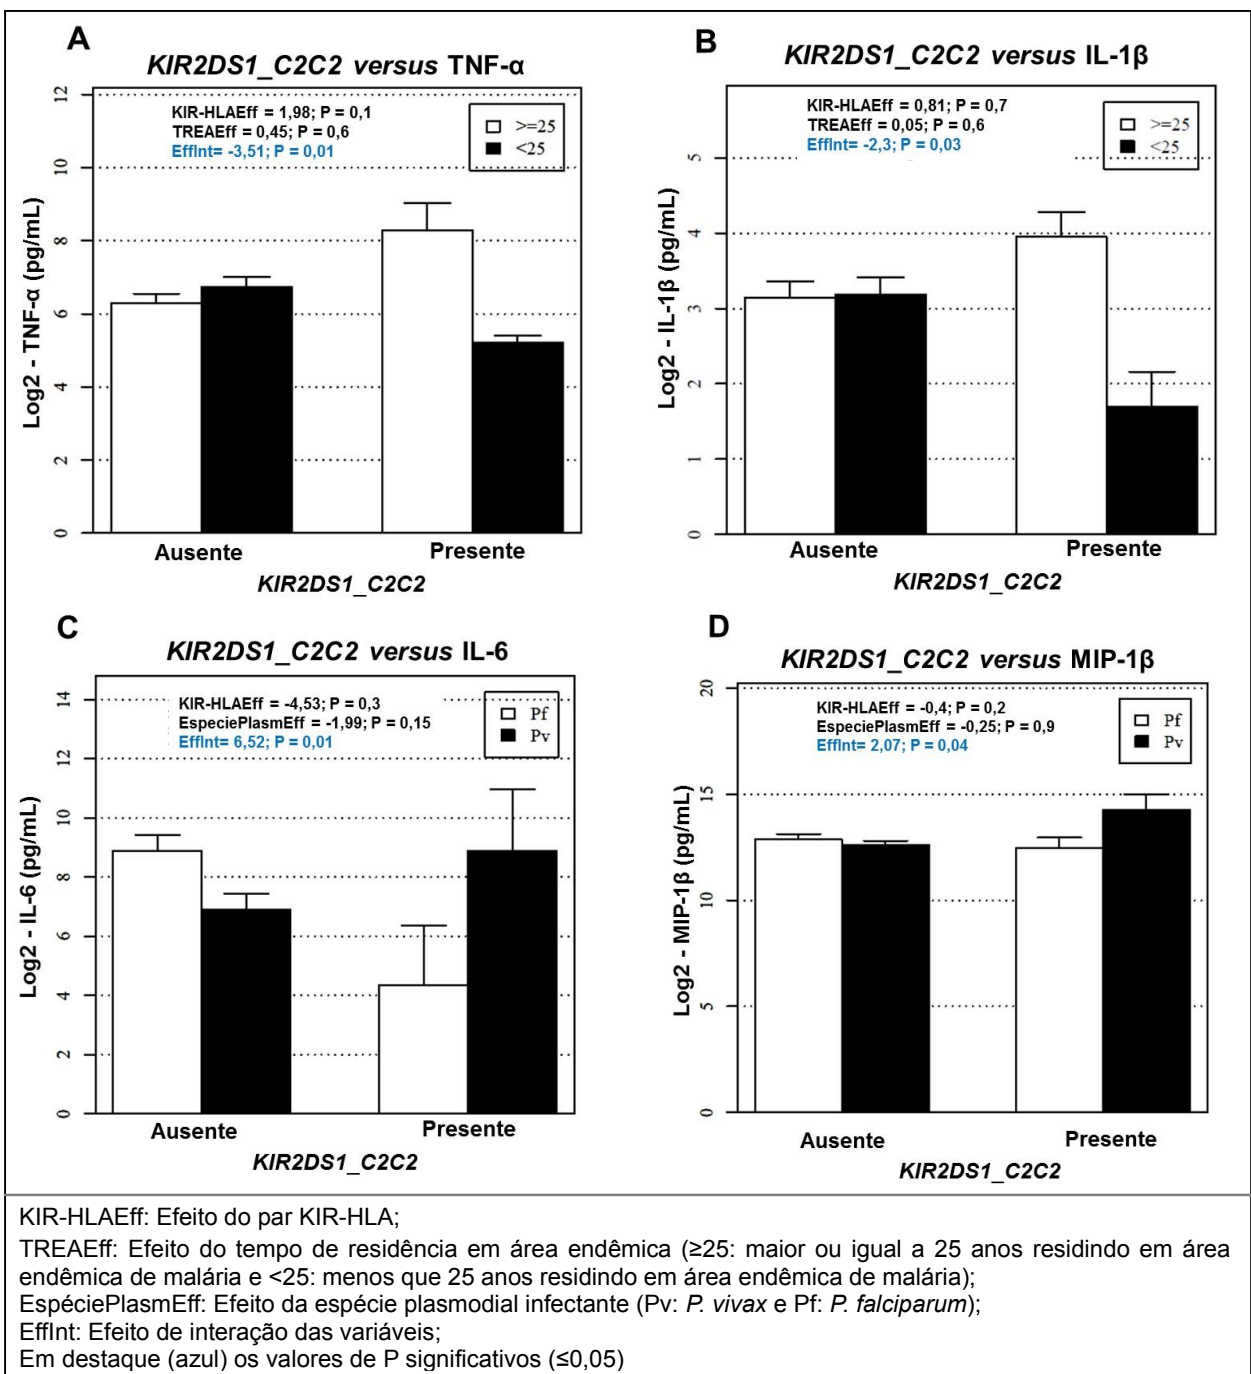 A
KIR2DS1_C2C2 versus TNF-α
KIR-HLAEff = 1,98; P = 0,1
TREAEff = 0,45; P = 0,6
EffInt= -3,51; P = 0,01
>=25
<25
Log2 - TNF-α (pg/mL)
12
10
8
6
4
2
0
Ausente
Presente
KIR2DS1_C2C2
B
KIR2DS1_C2C2 versus IL-1β
KIR-HLAEff = 0,81; P = 0,7
TREAEff = 0,05; P = 0,6
EffInt= -2,3; P = 0,03
>=25
<25
Log2 - IL-1β (pg/mL)
5
4
3
2
1
0
Ausente
Presente
KIR2DS1_C2C2
C
KIR2DS1_C2C2 versus IL-6
KIR-HLAEff = -4,53; P = 0,3
EspeciePlasmEff = -1,99; P = 0,15
EffInt= 6,52; P = 0,01
Pf
Pv
Log2 - IL-6 (pg/mL)
14
12
10
8
6
4
2
0
Ausente
Presente
KIR2DS1_C2C2
D
KIR2DS1_C2C2 versus MIP-1β
KIR-HLAEff = -0,4; P = 0,2
EspeciePlasmEff = -0,25; P = 0,9
EffInt= 2,07; P = 0,04
Pf
Pv
Log2 - MIP-1β (pg/mL)
20
15
10
5
0
Ausente
Presente
KIR2DS1_C2C2
KIR-HLAEff: Efeito do par KIR-HLA;
TREAEff: Efeito do tempo de residência em área endêmica (≥25: maior ou igual a 25 anos residindo em área
endêmica de malária e <25: menos que 25 anos residindo em área endêmica de malária);
EspéciePlasmEff: Efeito da espécie plasmodial infectante (Pv: P. vivax e Pf: P. falciparum);
EffInt: Efeito de interação das variáveis;
Em destaque (azul) os valores de P significativos (≤0,05)